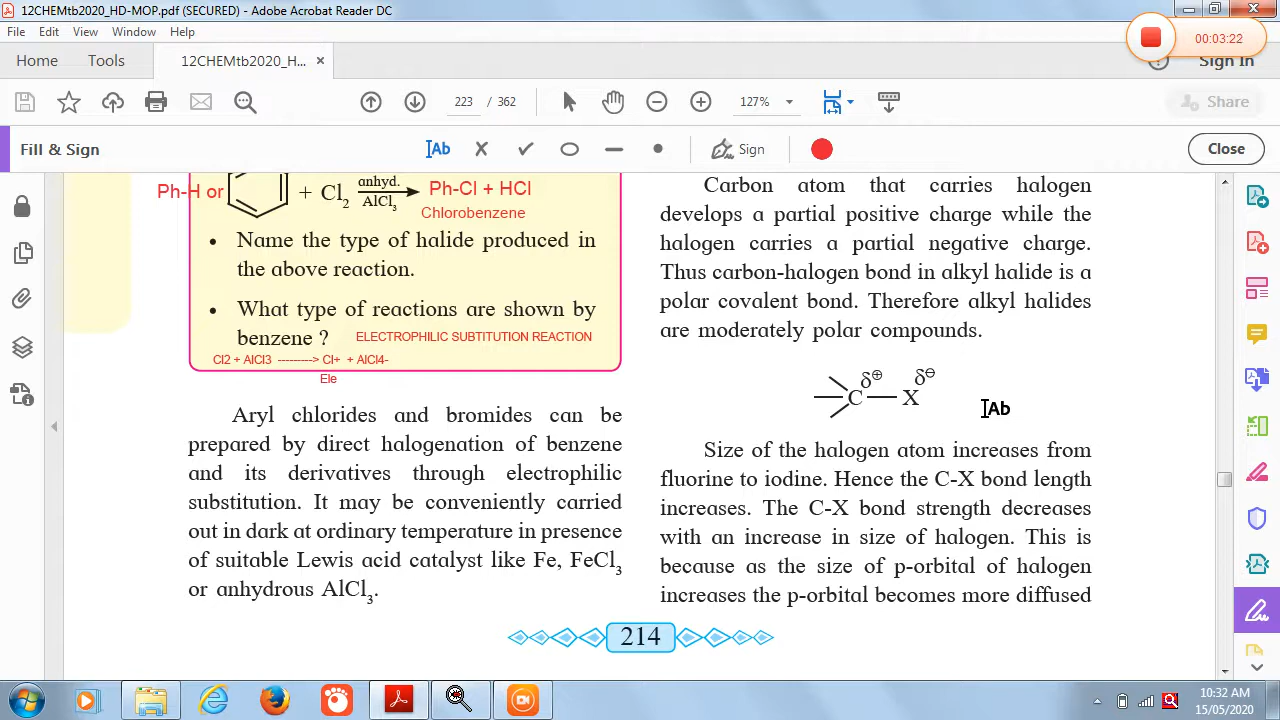 12CHEMtb2020_HD-MOP.pdf (SECURED) - Adobe Acrobat Reader DC
File Edit View Window Help
00:03:22
Home Tools 12CHEMtb2020_H... × Sign In
223 / 362 127% Share
Fill & Sign Ab Sign Close
Ph-H or + Cl2 anhyd. AlCl3 Ph-Cl + HCl
Chlorobenzene
• Name the type of halide produced in
the above reaction.
• What type of reactions are shown by
benzene ? ELECTROPHILIC SUBTITUTION REACTION
Cl2 + AlCl3 ---------> Cl+ + AlCl4-
Ele
Aryl chlorides and bromides can be
prepared by direct halogenation of benzene
and its derivatives through electrophilic
substitution. It may be conveniently carried
out in dark at ordinary temperature in presence
of suitable Lewis acid catalyst like Fe, FeCl3
or anhydrous AlCl3.
Carbon atom that carries halogen
develops a partial positive charge while the
halogen carries a partial negative charge.
Thus carbon-halogen bond in alkyl halide is a
polar covalent bond. Therefore alkyl halides
are moderately polar compounds.
δ⊕ δ⊖
C X
Ab
Size of the halogen atom increases from
fluorine to iodine. Hence the C-X bond length
increases. The C-X bond strength decreases
with an increase in size of halogen. This is
because as the size of p-orbital of halogen
increases the p-orbital becomes more diffused
214
10:32 AM
15/05/2020